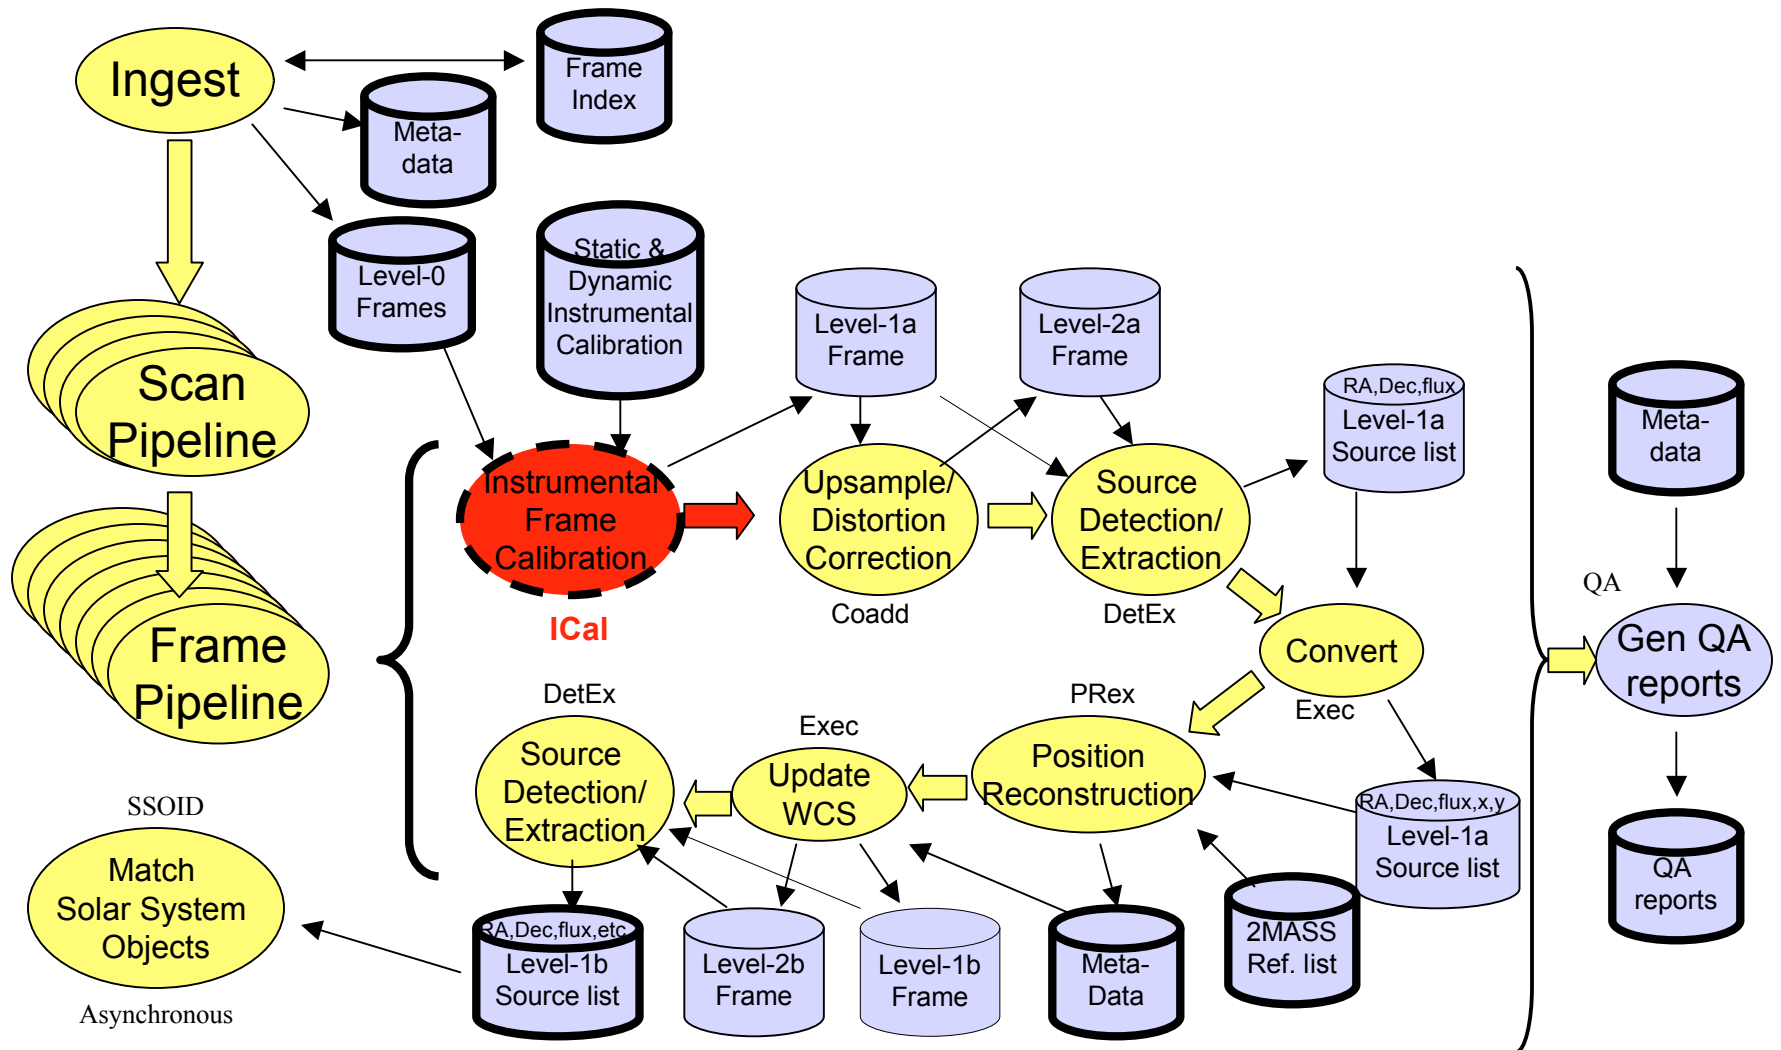 Ingest
Frame
Index
Meta-
data
Level-0
Frames
Static &
Dynamic
Instrumental
Calibration
Scan
Pipeline
Frame
Pipeline
Level-1a
Frame
Level-2a
Frame
RA,Dec,flux
Level-1a
Source list
Instrumental
Frame
Calibration
ICal
Upsample/
Distortion
Correction
Coadd
Source
Detection/
Extraction
DetEx
Convert
Exec
RA,Dec,flux,x,y
Level-1a
Source list
PRex
Position
Reconstruction
2MASS
Ref. list
Meta-
Data
Exec
Update
WCS
Level-1b
Frame
Level-2b
Frame
DetEx
Source
Detection/
Extraction
RA,Dec,flux,etc
Level-1b
Source list
SSOID
Match
Solar System
Objects
Asynchronous
Meta-
data
QA
Gen QA
reports
QA
reports